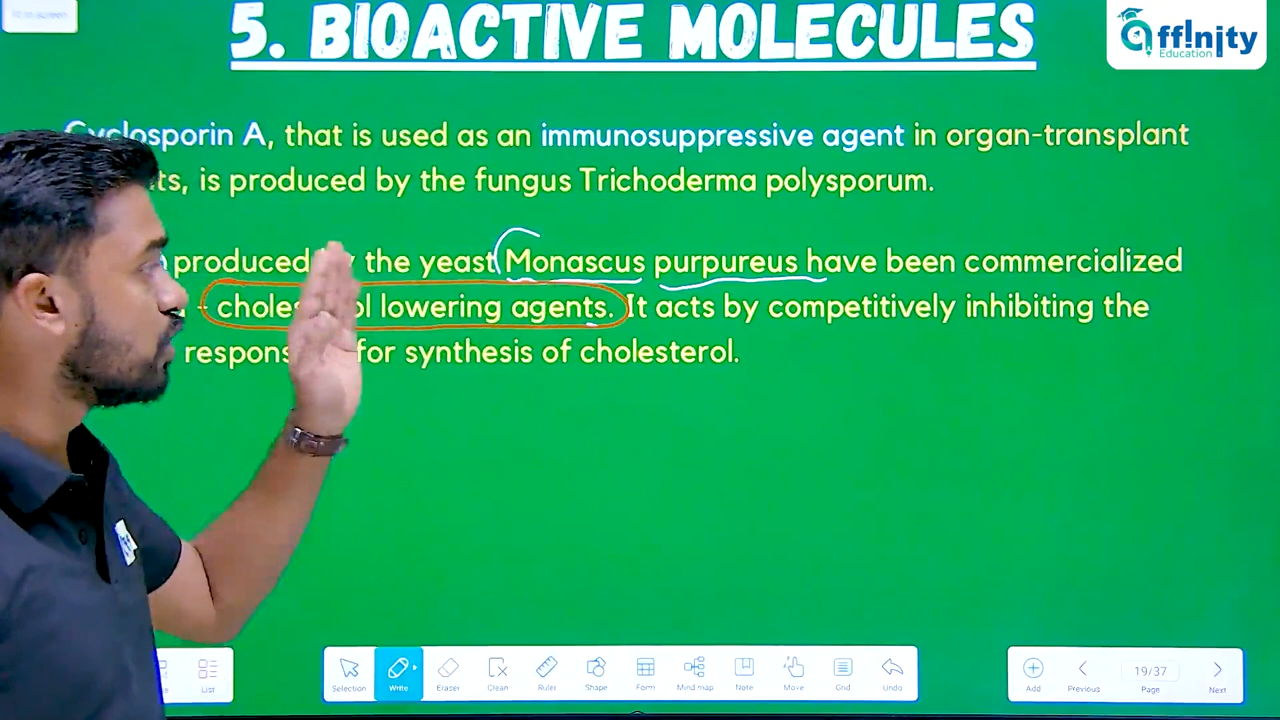 5. BIOACTIVE MOLECULES
Affinity
Education
Cyclosporin A, that is used as an immunosuppressive agent in organ-transplant
is produced by the fungus Trichoderma polysporum.
produced by the yeast Monascus purpureus have been commercialized
- cholesterol lowering agents. It acts by competitively inhibiting the
for synthesis of cholesterol.
List
Selection
Write
Eraser
Clean
Ruler
Shape
Form
Mind map
Note
Move
Grid
Undo
Add
Previous
19/37
Page
Next